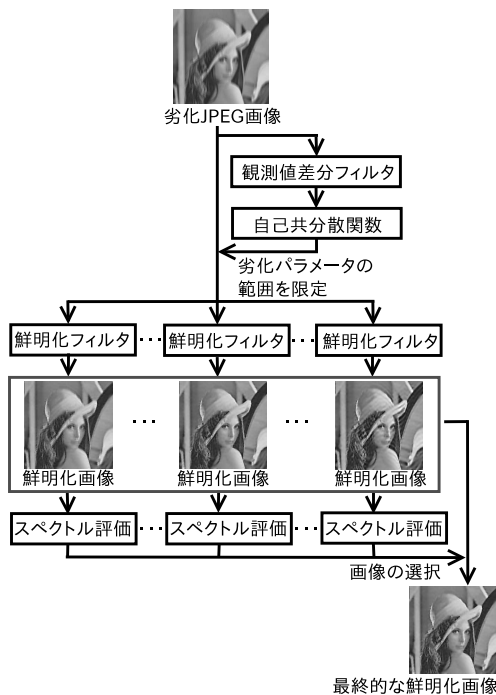 劣化JPEG画像
観測値差分フィルタ
自己共分散関数
劣化パラメータの
範囲を限定
鮮明化フィルタ ··· 鮮明化フィルタ ··· 鮮明化フィルタ
··· ···
鮮明化画像 鮮明化画像 鮮明化画像
スペクトル評価 ··· スペクトル評価 ··· スペクトル評価
画像の選択
最終的な鮮明化画像